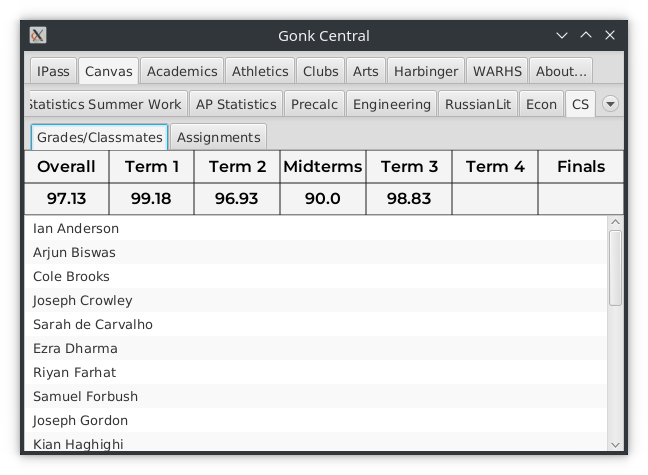 Gonk Central
IPass Canvas Academics Athletics Clubs Arts Harbinger WARHS About...
Statistics Summer Work AP Statistics Precalc Engineering RussianLit Econ CS
Grades/Classmates Assignments
Overall Term 1 Term 2 Midterms Term 3 Term 4 Finals
97.13 99.18 96.93 90.0 98.83
Ian Anderson
Arjun Biswas
Cole Brooks
Joseph Crowley
Sarah de Carvalho
Ezra Dharma
Riyan Farhat
Samuel Forbush
Joseph Gordon
Kian Haghighi